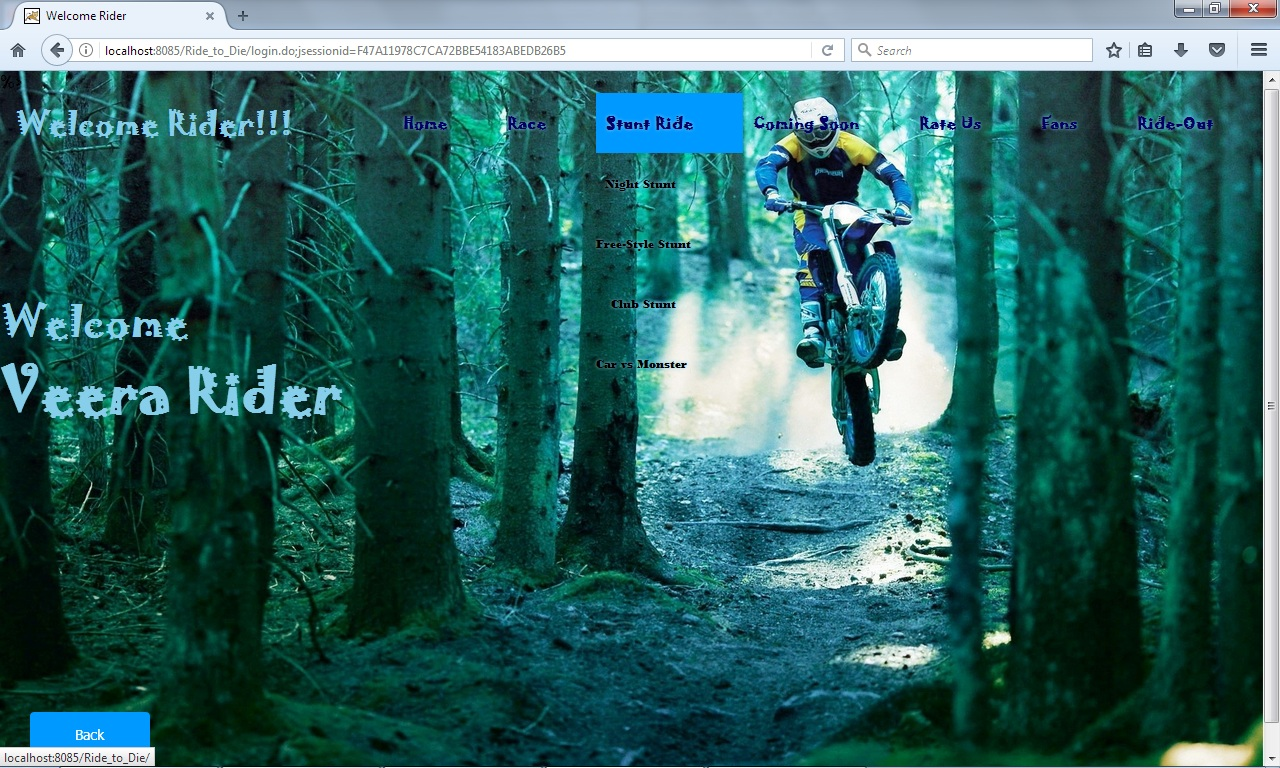 Welcome Rider
localhost:8085/Ride_to_Die/login.do;jsessionid=F47A11978C7CA72BBE54183ABEDB26B5
Search
Welcome Rider!!!
Home
Race
Stunt Ride
Coming Soon
Rate Us
Fans
Ride-Out
Night Stunt
Free-Style Stunt
Club Stunt
Car vs Monster
Welcome
Veera Rider
Back
localhost:8085/Ride_to_Die/